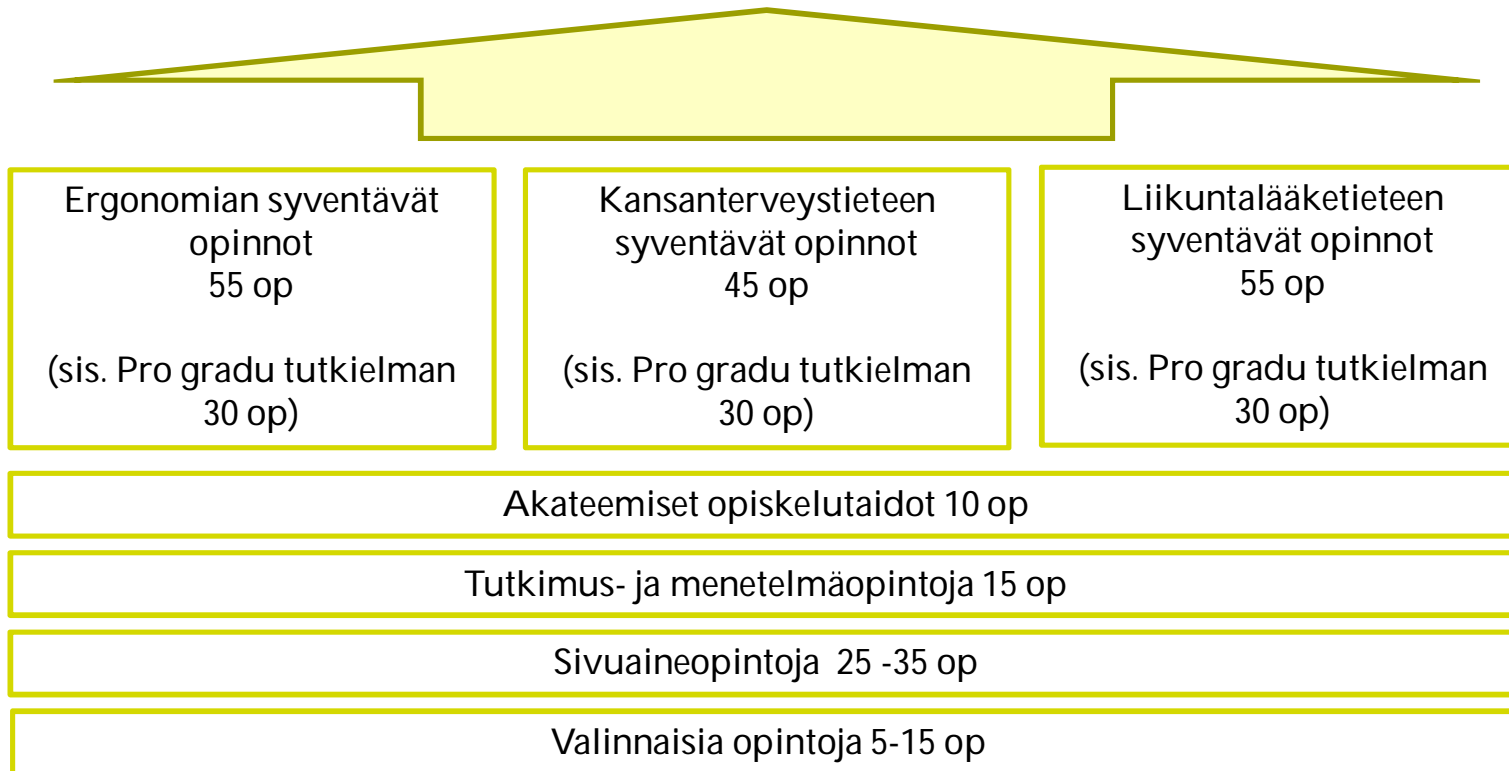 Ergonomian syventävät
opinnot
55 op
(sis. Pro gradu tutkielman
30 op)
Kansanterveystieteen
syventävät opinnot
45 op
(sis. Pro gradu tutkielman
30 op)
Liikuntalääketieteen
syventävät opinnot
55 op
(sis. Pro gradu tutkielman
30 op)
Akateemiset opiskelutaidot 10 op
Tutkimus- ja menetelmäopintoja 15 op
Sivuaineopintoja 25 -35 op
Valinnaisia opintoja 5-15 op